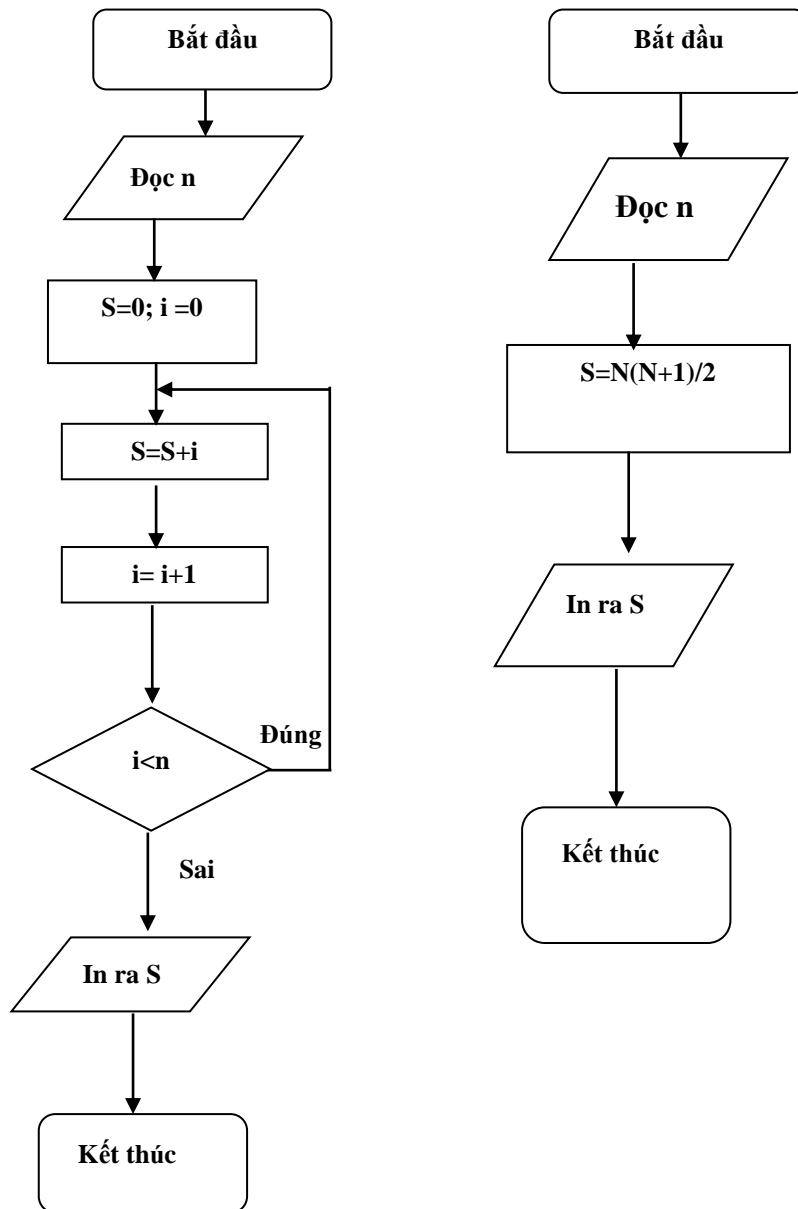 Bắt đầu
Đọc n
S=0; i =0
S=S+i
i= i+1
i<n
Đúng
Sai
In ra S
Kết thúc
Bắt đầu
Đọc n
S=N(N+1)/2
In ra S
Kết thúc